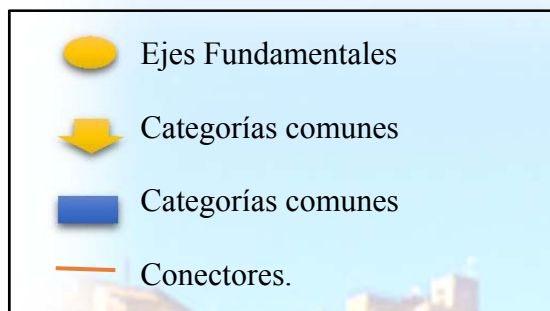 Ejes Fundamentales
Categorías comunes
Categorías comunes
Conectores.